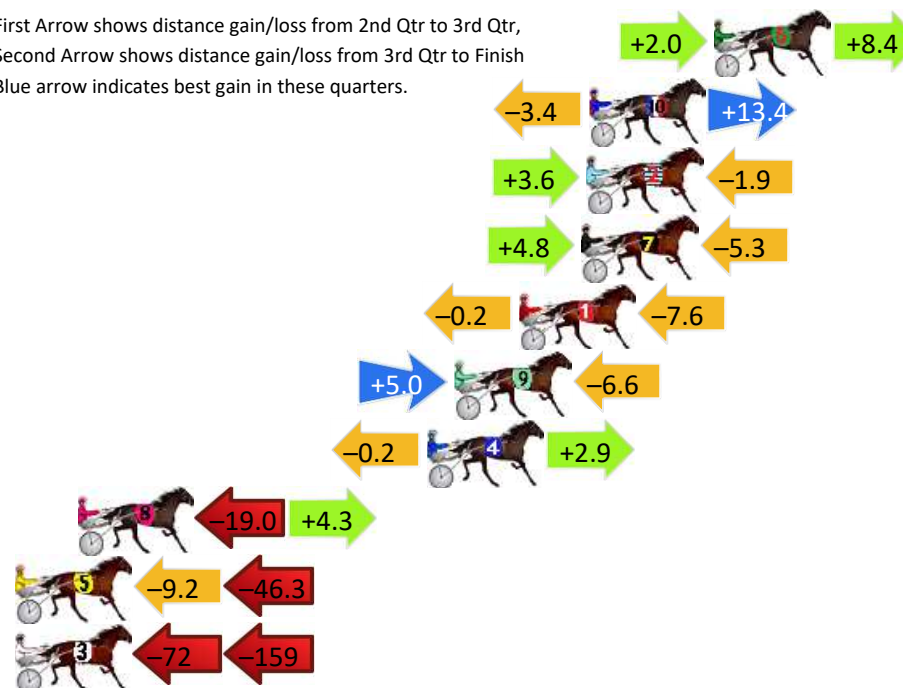 First Arrow shows distance gain/loss from 2nd Qtr to 3rd Qtr,
Second Arrow shows distance gain/loss from 3rd Qtr to Finish
Blue arrow indicates best gain in these quarters.
+2.0 6 +8.4
−3.4 10 +13.4
+3.6 2 −1.9
+4.8 7 −5.3
−0.2 1 −7.6
+5.0 9 −6.6
−0.2 4 +2.9
8 −19.0 +4.3
5 −9.2 −46.3
3 −72 −159